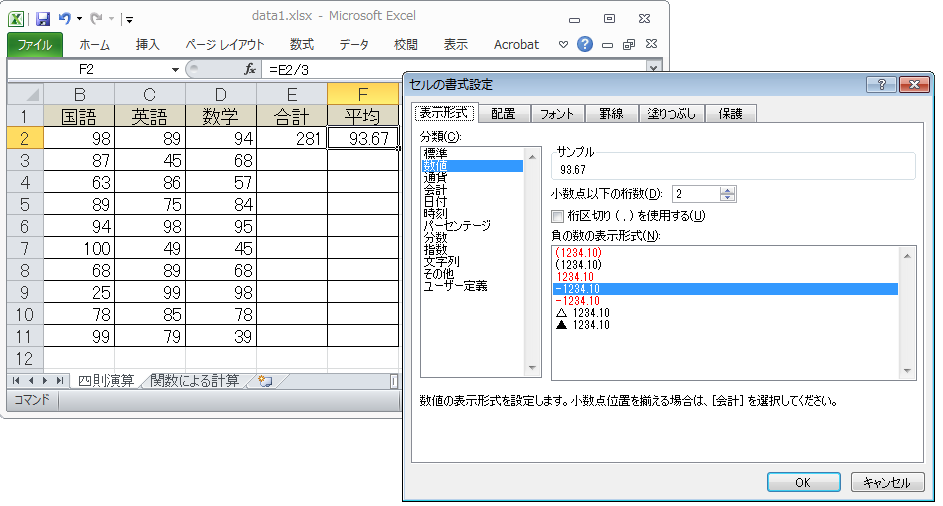 data1.xlsx - Microsoft Excel
ファイル ホーム 挿入 ページ レイアウト 数式 データ 校閲 表示 Acrobat
F2 fx =E2/3
B C D E F
1 国語 英語 数学 合計 平均
2 98 89 94 281 93.67
3 87 45 68
4 63 86 57
5 89 75 84
6 94 98 95
7 100 49 45
8 68 89 68
9 25 99 98
10 78 85 78
11 99 79 39
12
四則演算 関数による計算
コマンド
セルの書式設定
表示形式 配置 フォント 罫線 塗りつぶし 保護
分類(C):
標準
数値
通貨
会計
日付
時刻
パーセンテージ
分数
指数
文字列
その他
ユーザー定義
サンプル
93.67
小数点以下の桁数(D): 2
桁区切り(,)を使用する(U)
負の数の表示形式(N):
(1234.10)
(1234.10)
1234.10
-1234.10
-1234.10
△ 1234.10
▲ 1234.10
数値の表示形式を設定します。小数点位置を揃える場合は、[会計] を選択してください。
OK キャンセル